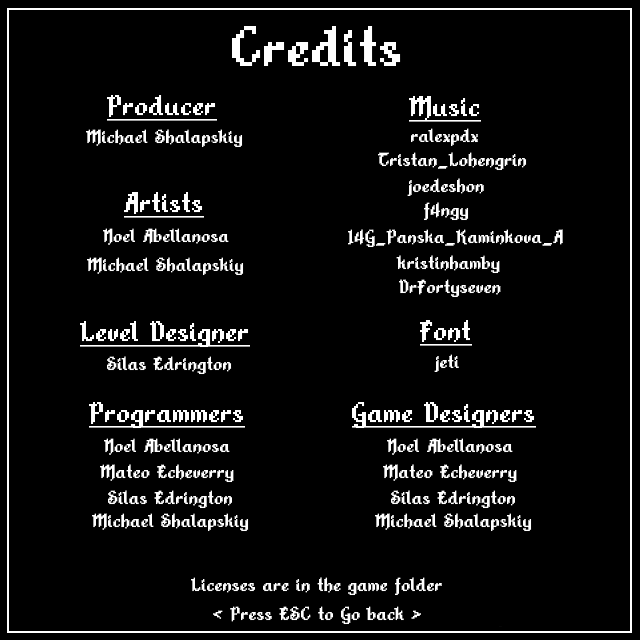 Credits
Producer
Michael Shalapskiy
Artists
Noel Abellanosa
Michael Shalapskiy
Level Designer
Silas Edrington
Programmers
Noel Abellanosa
Mateo Echeverry
Silas Edrington
Michael Shalapskiy
Music
ralexpdx
Tristan_Lohengrin
joedeshon
f4ngy
14G_Panska_Kaminkova_A
kristinhamby
DrFortyseven
Font
jeti
Game Designers
Noel Abellanosa
Mateo Echeverry
Silas Edrington
Michael Shalapskiy
Licenses are in the game folder
< Press ESC to Go back >